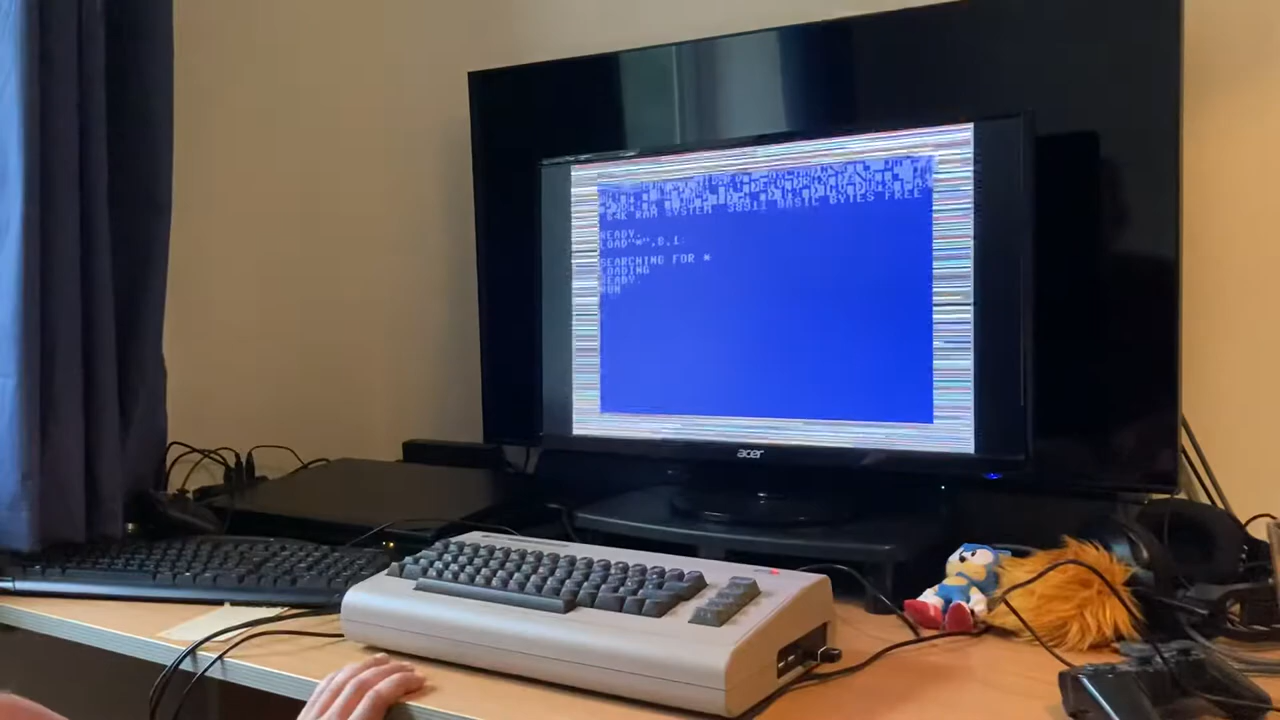 64K RAM SYSTEM 38911 BASIC BYTES FREE
READY.
LOAD"*",8,1:
SEARCHING FOR *
LOADING
READY.
RUN
acer